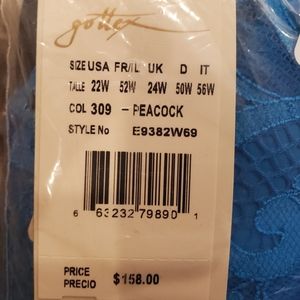 gottex
SIZE USA FR/IL UK D IT
TALLE 22W 52W 24W 50W 56W
COL 309 - PEACOCK
STYLE No E9382W69
6 63232 79890 1
PRICE
PRECIO $158.00